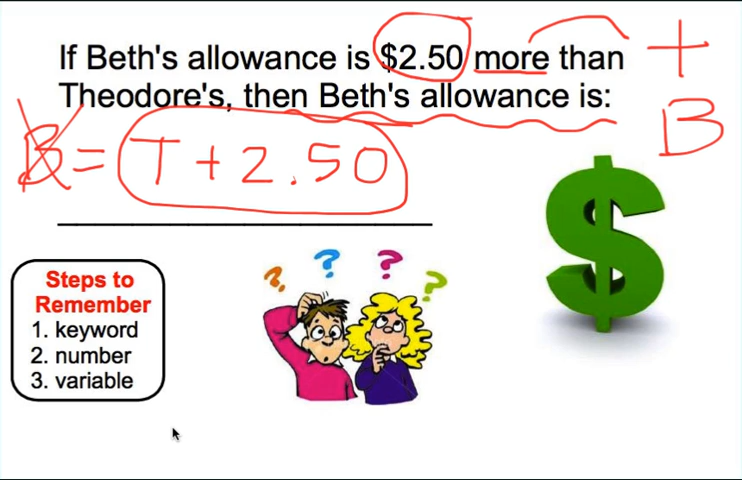 If Beth's allowance is $2.50 more than +
Theodore's, then Beth's allowance is: B
B = T + 2.50
? ? ? ?
$
Steps to
Remember
1. keyword
2. number
3. variable